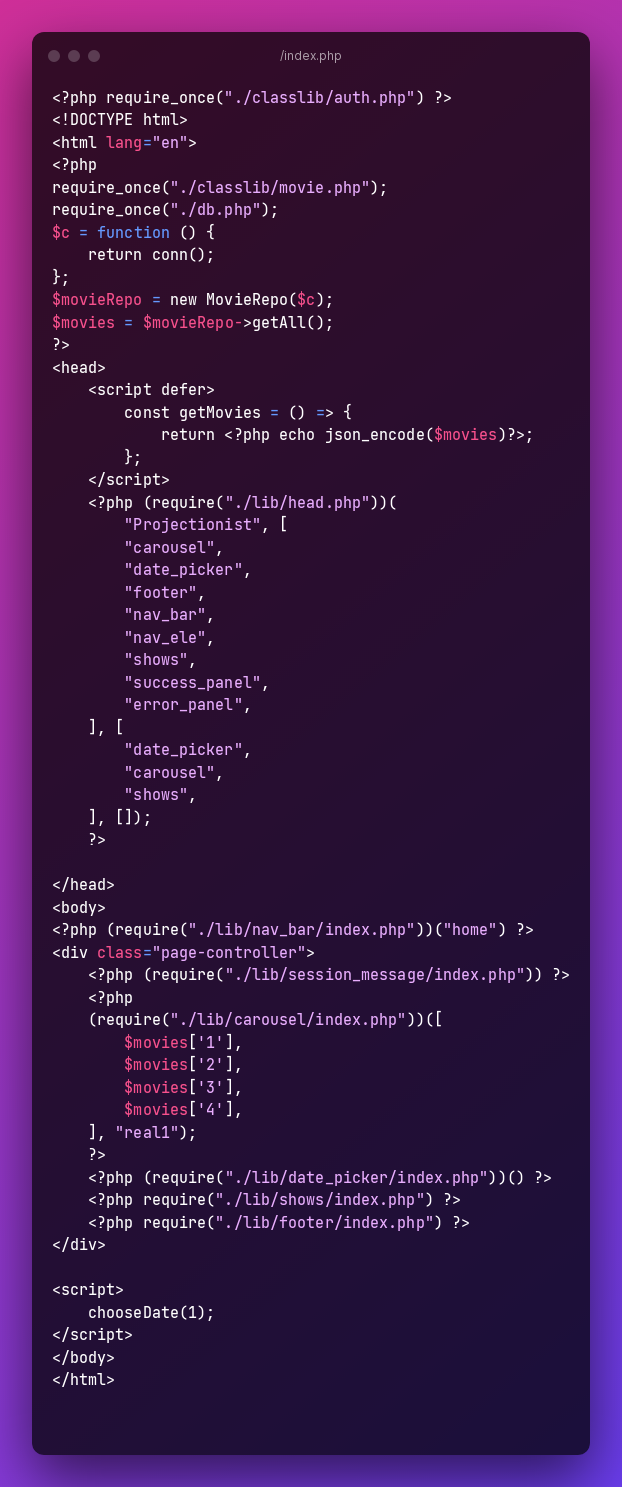 /index.php
<?php require_once("./classlib/auth.php") ?>
<!DOCTYPE html>
<html lang="en">
<?php
require_once("./classlib/movie.php");
require_once("./db.php");
$c = function () {
    return conn();
};
$movieRepo = new MovieRepo($c);
$movies = $movieRepo->getAll();
?>
<head>
    <script defer>
        const getMovies = () => {
            return <?php echo json_encode($movies)?>;
        };
    </script>
    <?php (require("./lib/head.php"))(
        "Projectionist", [
        "carousel",
        "date_picker",
        "footer",
        "nav_bar",
        "nav_ele",
        "shows",
        "success_panel",
        "error_panel",
    ], [
        "date_picker",
        "carousel",
        "shows",
    ], []);
    ?>

</head>
<body>
<?php (require("./lib/nav_bar/index.php"))("home") ?>
<div class="page-controller">
    <?php (require("./lib/session_message/index.php")) ?>
    <?php
    (require("./lib/carousel/index.php"))([
        $movies['1'],
        $movies['2'],
        $movies['3'],
        $movies['4'],
    ], "real1");
    ?>
    <?php (require("./lib/date_picker/index.php"))() ?>
    <?php require("./lib/shows/index.php") ?>
    <?php require("./lib/footer/index.php") ?>
</div>

<script>
    chooseDate(1);
</script>
</body>
</html>